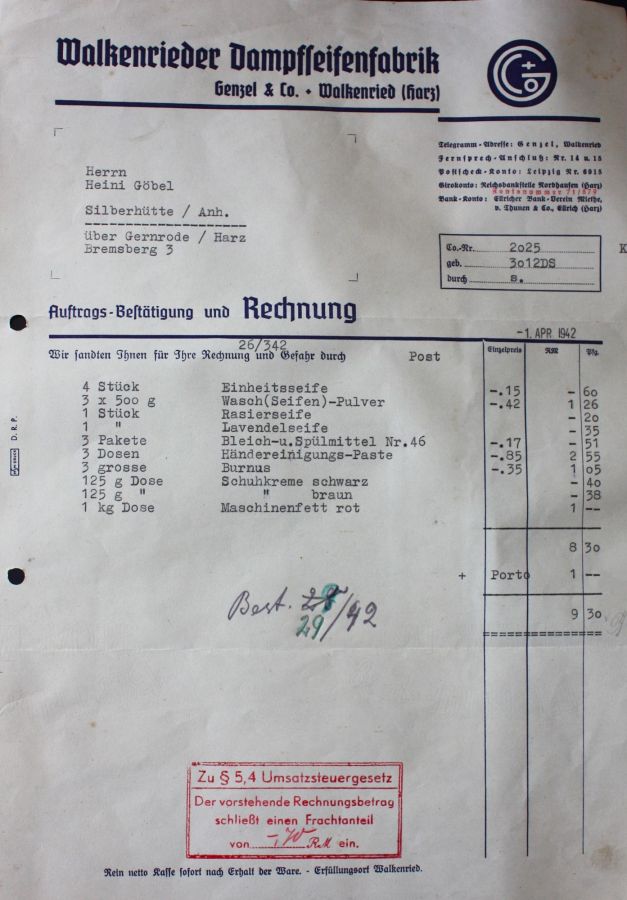 Walkenrieder Dampfseifenfabrik
Genzel & Co. • Walkenried (Harz)
Telegramm-Adresse: Genzel, Walkenried
Fernsprech-Anschluß: Nr. 14 u. 15
Postscheck-Konto: Leipzig Nr. 6915
Girokonto: Reichsbankstelle Nordhausen (Harz)
Kontonummer 71/879
Bank-Konto: Ellricher Bank-Verein Miethe,
v. Thunen & Co., Ellrich (Harz)
Herrn
Heini Göbel
Silberhütte / Anh.
über Gernrode / Harz
Bremsberg 3
Co.-Nr. 2025 K
geb. 3012DS
durch s.
Auftrags-Bestätigung und Rechnung
-1. APR. 1942
26/342
Wir sandten Ihnen für Ihre Rechnung und Gefahr durch Post Einzelpreis RM Pfg.
4 Stück Einheitsseife -.15 - 60
3 x 500 g Wasch(Seifen)-Pulver -.42 1 26
1 Stück Rasierseife - 20
1 " Lavendelseife - 35
3 Pakete Bleich-u.Spülmittel Nr.46 -.17 - 51
3 Dosen Händereinigungs-Paste -.85 2 55
3 grosse Burnus -.35 1 05
125 g Dose Schuhkreme schwarz - 40
125 g " " braun - 38
1 kg Dose Maschinenfett rot 1 --
8 30
+ Porto 1 --
9 30
Best. 28/42
29
D. R. P.
Zu § 5,4 Umsatzsteuergesetz
Der vorstehende Rechnungsbetrag
schließt einen Frachtanteil
von -,70 RM ein.
Rein netto Kasse sofort nach Erhalt der Ware. - Erfüllungsort Walkenried.